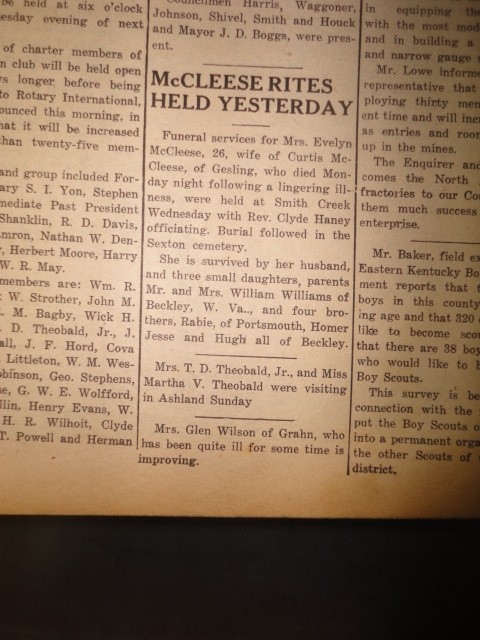 be held at six o'clock
esday evening of next
of charter members of
n club will be held open
ys longer before being
to Rotary International,
ounced this morning, in
hat it will be increased
than twenty-five mem-
and group included For-
ary S. I. Yon, Stephen
mediate Past President
Shanklin, R. D. Davis,
amron, Nathan W. Den-
, Herbert Moore, Harry
W. R. May.
members are: Wm. R.
W. Strother, John M.
. M. Bagby, Wick H.
. D. Theobald, Jr., J.
all, J. F. Hord, Cova
Littleton, W. M. Wes-
obinson, Geo. Stephens,
ne, G. W. E. Wolfford,
llin, Henry Evans, W.
H. R. Wilhoit, Clyde
T. Powell and Herman
Councilmen Harris, Waggoner,
Johnson, Shivel, Smith and Houck
and Mayor J. D. Boggs, were pres-
ent.
McCLEESE RITES
HELD YESTERDAY
Funeral services for Mrs. Evelyn
McCleese, 26, wife of Curtis Mc-
Cleese, of Gesling, who died Mon-
day night following a lingering ill-
ness, were held at Smith Creek
Wednesday with Rev. Clyde Haney
officiating. Burial followed in the
Sexton cemetery.
She is survived by her husband,
and three small daughters, parents
Mr. and Mrs. William Williams of
Beckley, W. Va.., and four bro-
thers, Rabie, of Portsmouth, Homer
Jesse and Hugh all of Beckley.
Mrs. T. D. Theobald, Jr., and Miss
Martha V. Theobald were visiting
in Ashland Sunday
Mrs. Glen Wilson of Grahn, who
has been quite ill for some time is
improving.
in equipping the
with the most mod
and in building a
and narrow gauge
Mr. Lowe informe
representative that
ploying thirty men
ent time and will incr
as entries and roor
up in the mines.
The Enquirer and
comes the North
fractories to our Cou
them much success
enterprise.
Mr. Baker, field ex
Eastern Kentucky Bo
ment reports that t
boys in this county
ing age and that 320
like to become scou
that there are 38 boy
who would like to b
Boy Scouts.
This survey is be
connection with the
put the Boy Scouts o
into a permanent orga
the other Scouts of
district.